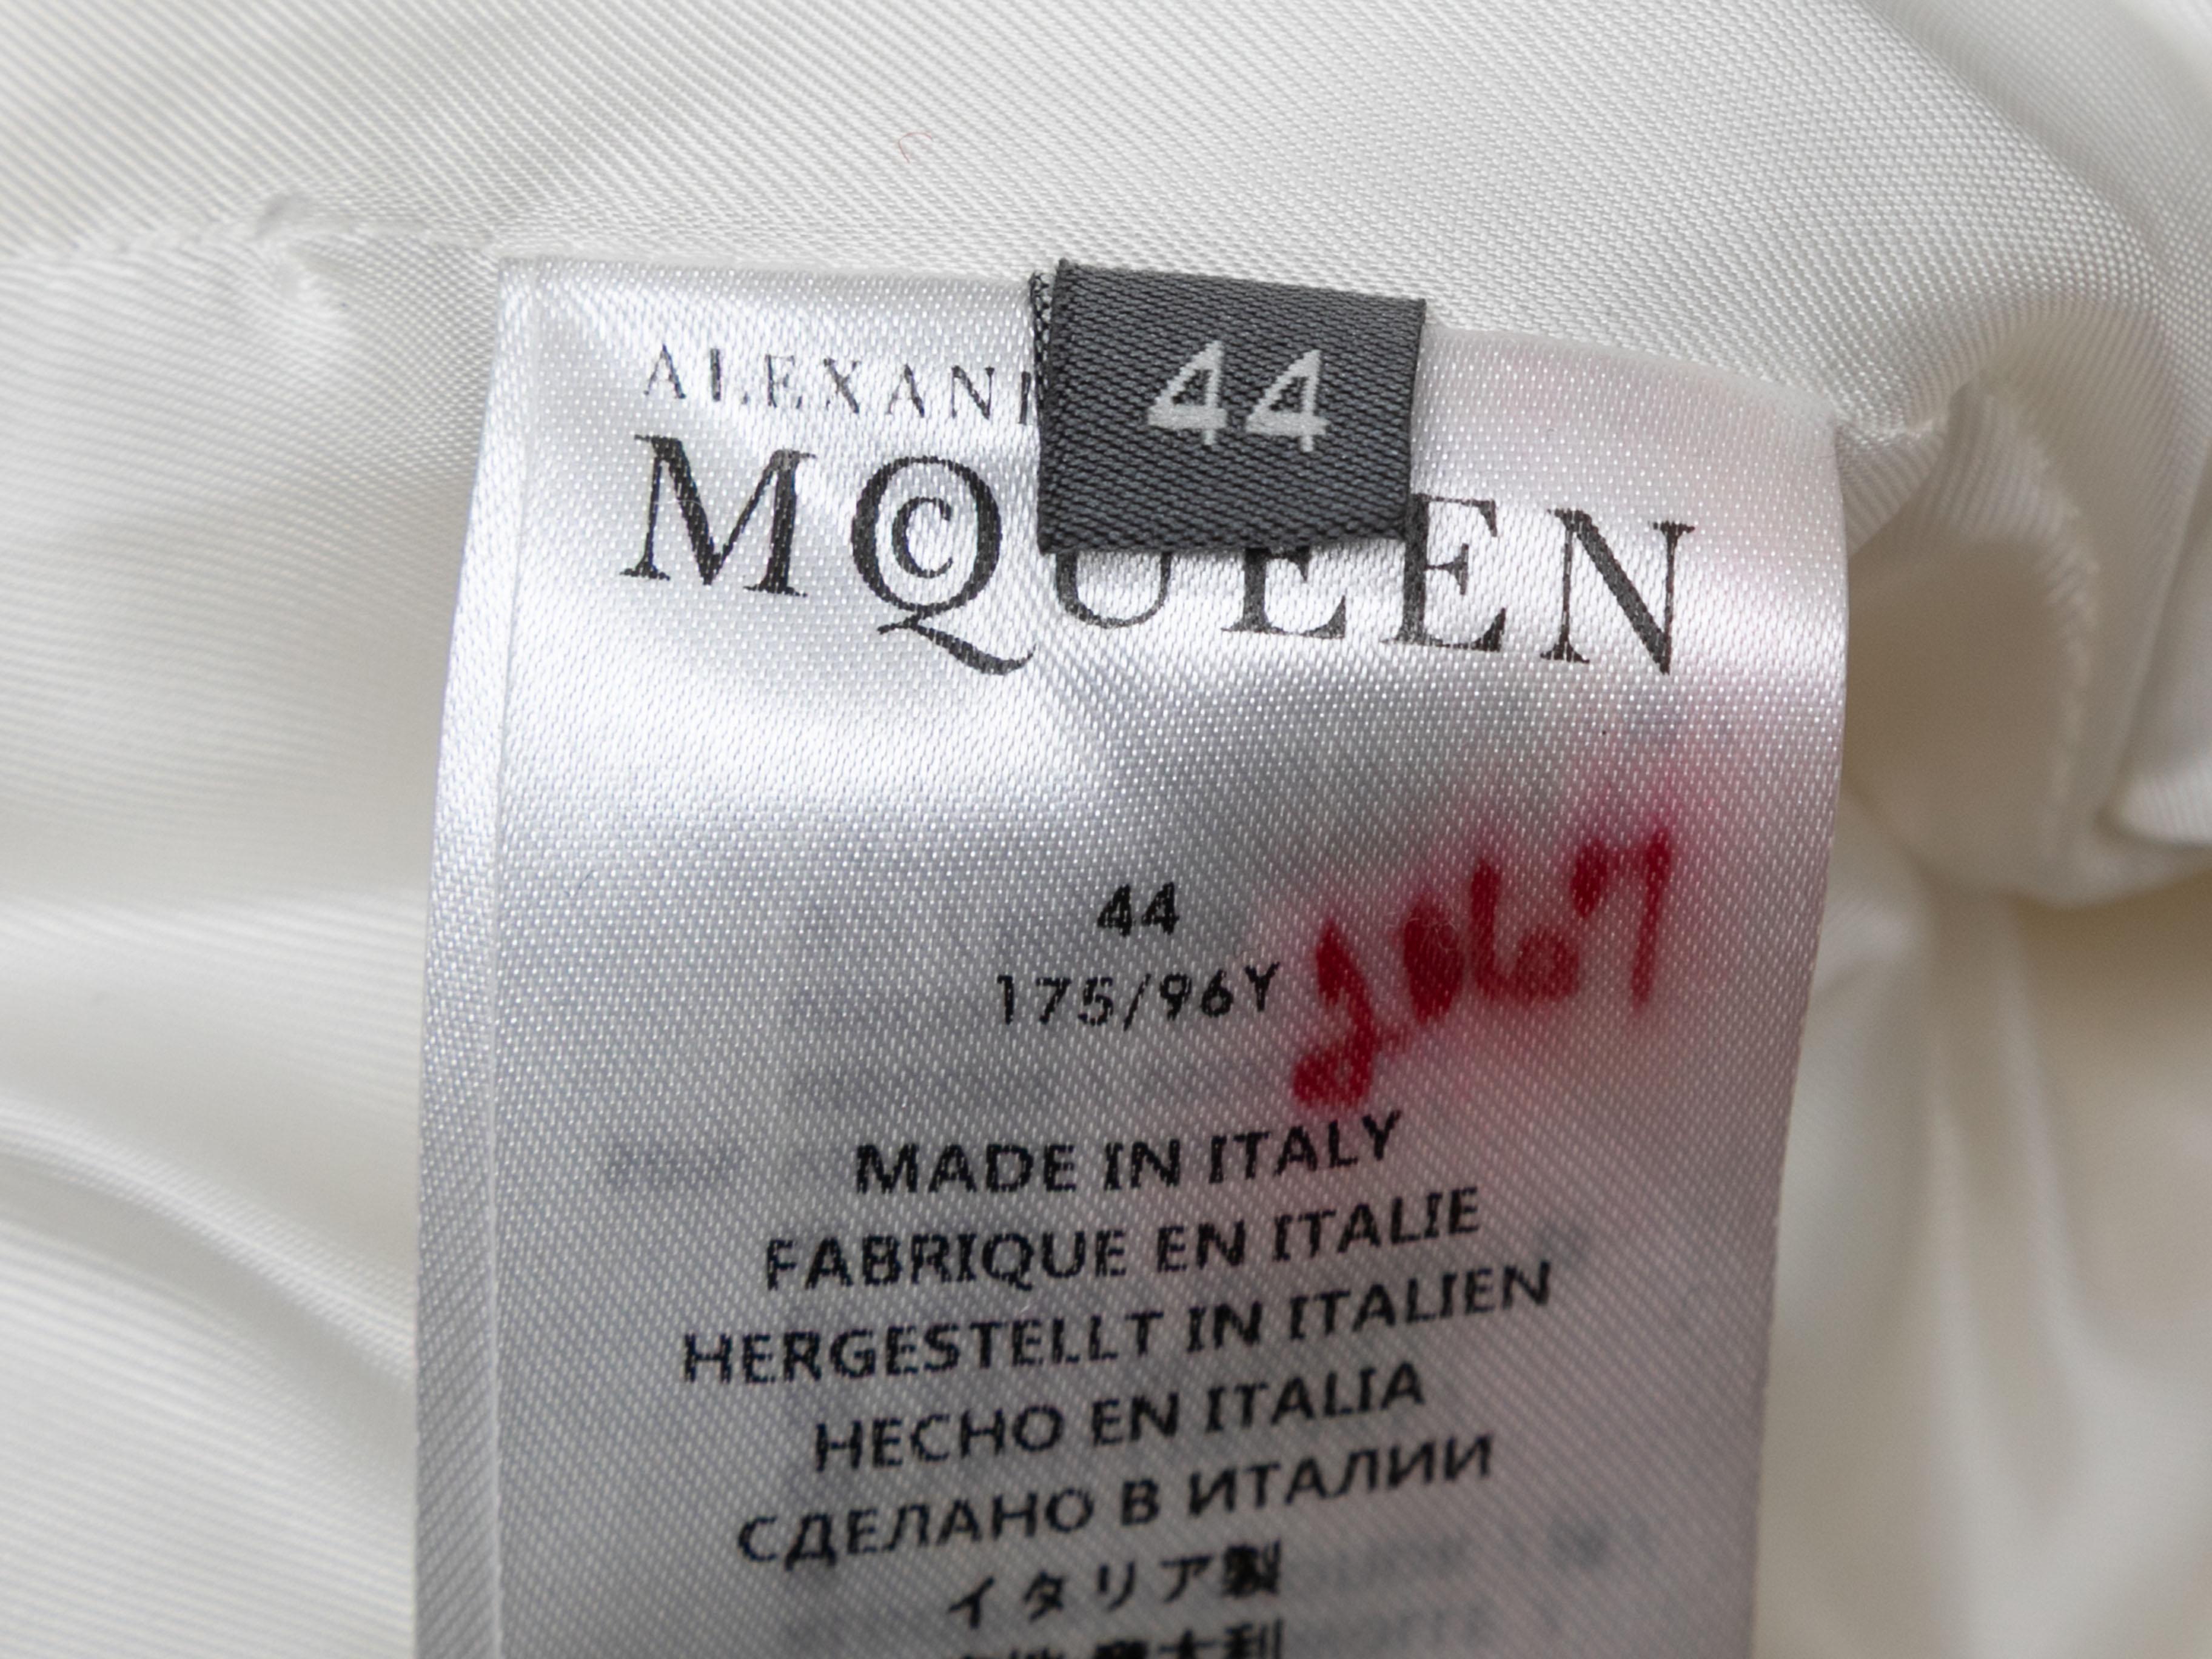 44
MCQUEEN
44
175/96Y
MADE IN ITALY
FABRIQUE EN ITALIE
HERGESTELLT IN ITALIEN
HECHO EN ITALIA
СДЕЛАНО В ИТАЛИИ
イタリア製